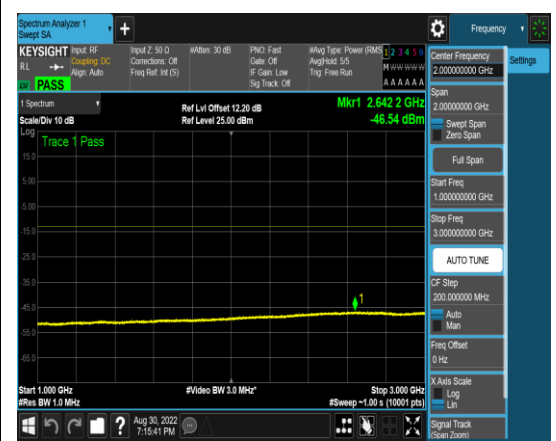 Spectrum Analyzer 1
Swept SA
+
Frequency
KEYSIGHT
RL
Input: RF
Coupling: DC
Align: Auto
Input Z: 50 Ω
Corrections: Off
Freq Ref: Int (S)
#Atten: 30 dB
PNO: Fast
Gate: Off
IF Gain: Low
Sig Track: Off
#Avg Type: Power (RMS
Avg|Hold: 5/5
Trig: Free Run
1 2 3 4 5 6
M W W W W W
A A A A A A
PASS
1 Spectrum
Scale/Div 10 dB
Ref Lvl Offset 12.20 dB
Ref Level 25.00 dBm
Mkr1 2.642 2 GHz
-46.54 dBm
Log
Trace 1 Pass
15.0
5.00
-5.00
-15.0
-25.0
-35.0
-45.0
-55.0
-65.0
1
Start 1.000 GHz
#Res BW 1.0 MHz
#Video BW 3.0 MHz*
Stop 3.000 GHz
#Sweep ~1.00 s (10001 pts)
Aug 30, 2022
7:15:41 PM
Center Frequency
2.000000000 GHz
Settings
Span
2.00000000 GHz
Swept Span
Zero Span
Full Span
Start Freq
1.000000000 GHz
Stop Freq
3.000000000 GHz
AUTO TUNE
CF Step
200.000000 MHz
Auto
Man
Freq Offset
0 Hz
X Axis Scale
Log
Lin
Signal Track
(Span Zoom)